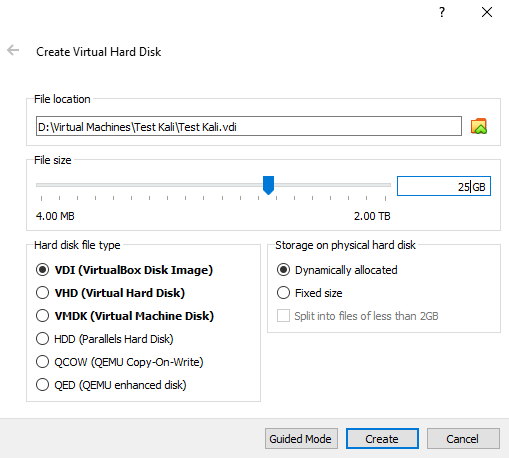 ?
Create Virtual Hard Disk
File location
D:\Virtual Machines\Test Kali\Test Kali.vdi
File size
25 GB
4.00 MB
2.00 TB
Hard disk file type
VDI (VirtualBox Disk Image)
VHD (Virtual Hard Disk)
VMDK (Virtual Machine Disk)
HDD (Parallels Hard Disk)
QCOW (QEMU Copy-On-Write)
QED (QEMU enhanced disk)
Storage on physical hard disk
Dynamically allocated
Fixed size
Split into files of less than 2GB
Guided Mode
Create
Cancel